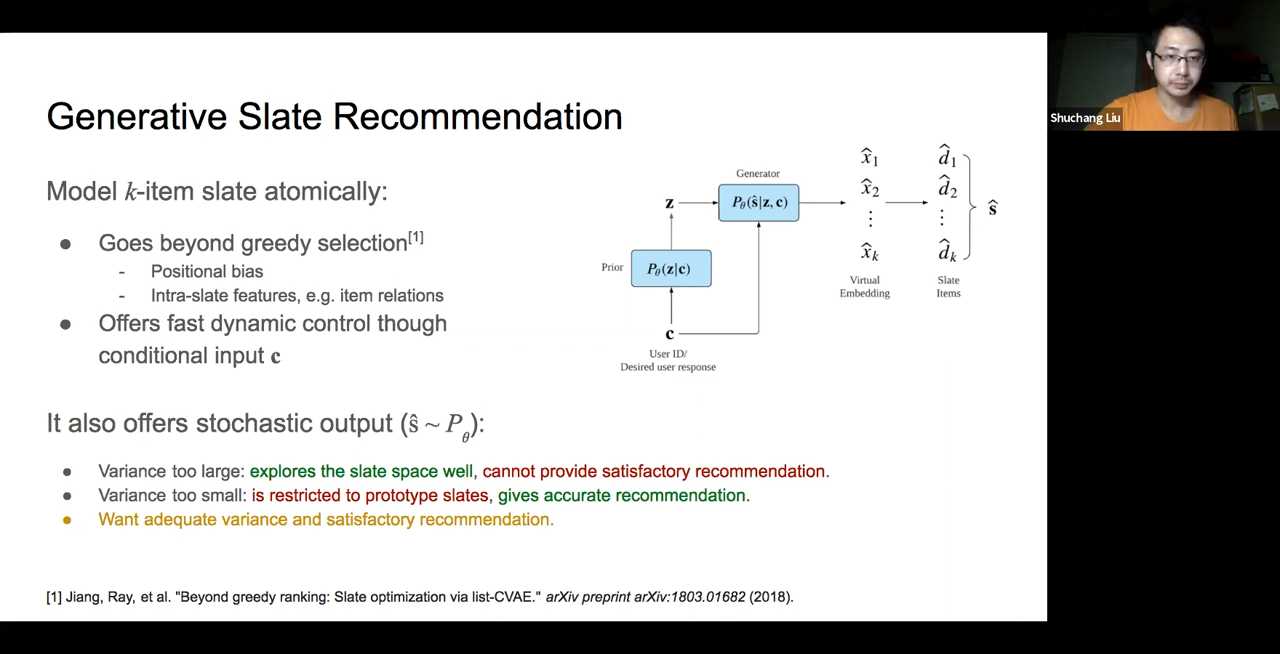 Generative Slate Recommendation
Model k-item slate atomically:
● Goes beyond greedy selection[1]
- Positional bias
- Intra-slate features, e.g. item relations
● Offers fast dynamic control though
conditional input c
It also offers stochastic output (ŝ ~ Pθ):
● Variance too large: explores the slate space well, cannot provide satisfactory recommendation.
● Variance too small: is restricted to prototype slates, gives accurate recommendation.
● Want adequate variance and satisfactory recommendation.
[1] Jiang, Ray, et al. "Beyond greedy ranking: Slate optimization via list-CVAE." arXiv preprint arXiv:1803.01682 (2018).
Generator
z
Pθ(ŝ|z, c)
Prior
Pθ(z|c)
c
User ID/
Desired user response
x̂1
x̂2
⋮
x̂k
Virtual
Embedding
d̂1
d̂2
⋮
d̂k
Slate
Items
ŝ
Shuchang Liu